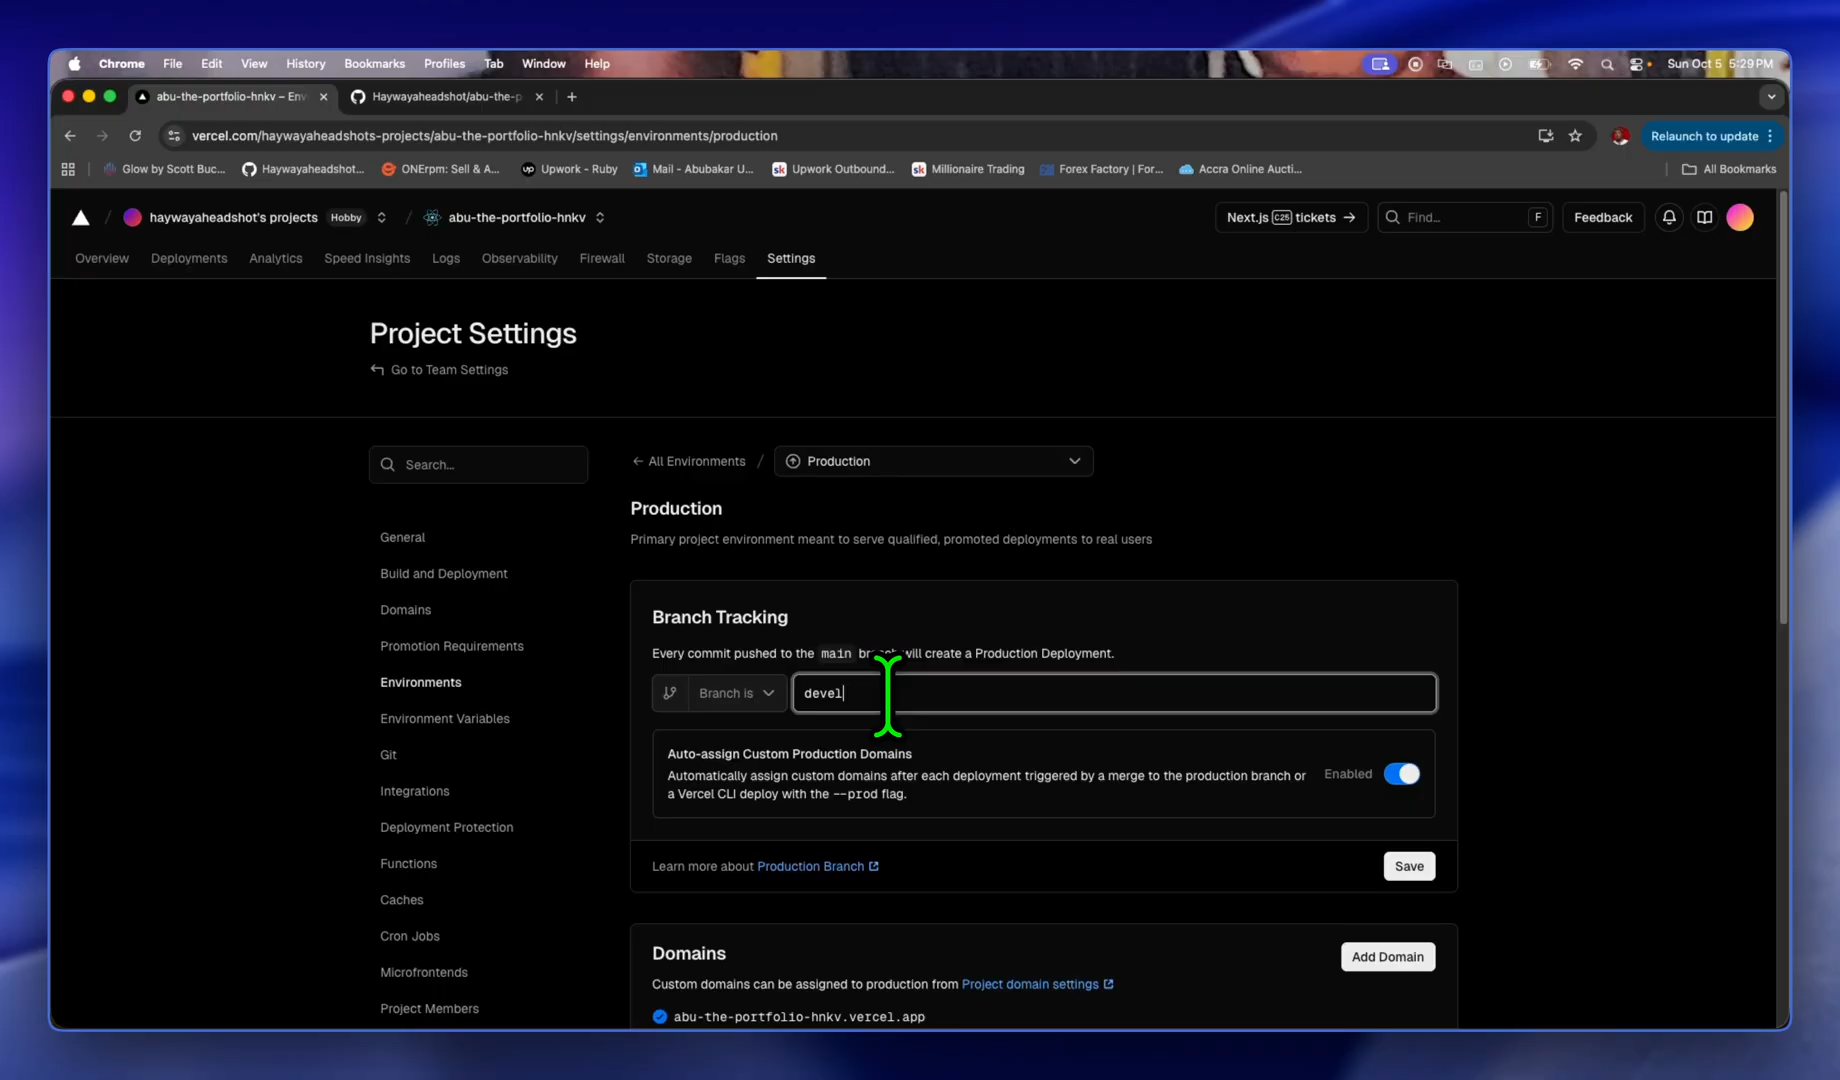 Chrome File Edit View History Bookmarks Profiles Tab Window Help Sun Oct 5 5:29 PM
abu-the-portfolio-hnkv – Env Haywayaheadshot/abu-the-p
vercel.com/haywayaheadshots-projects/abu-the-portfolio-hnkv/settings/environments/production Relaunch to update
Glow by Scott Buc... Haywayaheadshot... ONErpm: Sell & A... Upwork - Ruby Mail - Abubakar U... Upwork Outbound... Millionaire Trading Forex Factory | For... Accra Online Aucti... All Bookmarks
haywayaheadshot's projects Hobby / abu-the-portfolio-hnkv Next.js C25 tickets → Find... F Feedback
Overview Deployments Analytics Speed Insights Logs Observability Firewall Storage Flags Settings
Project Settings
Go to Team Settings
Search... ← All Environments / Production
Production
Primary project environment meant to serve qualified, promoted deployments to real users
General
Build and Deployment
Domains
Promotion Requirements
Environments
Environment Variables
Git
Integrations
Deployment Protection
Functions
Caches
Cron Jobs
Microfrontends
Project Members
Branch Tracking
Every commit pushed to the main branch will create a Production Deployment.
Branch is devel
Auto-assign Custom Production Domains
Automatically assign custom domains after each deployment triggered by a merge to the production branch or Enabled
a Vercel CLI deploy with the --prod flag.
Learn more about Production Branch Save
Domains Add Domain
Custom domains can be assigned to production from Project domain settings
abu-the-portfolio-hnkv.vercel.app